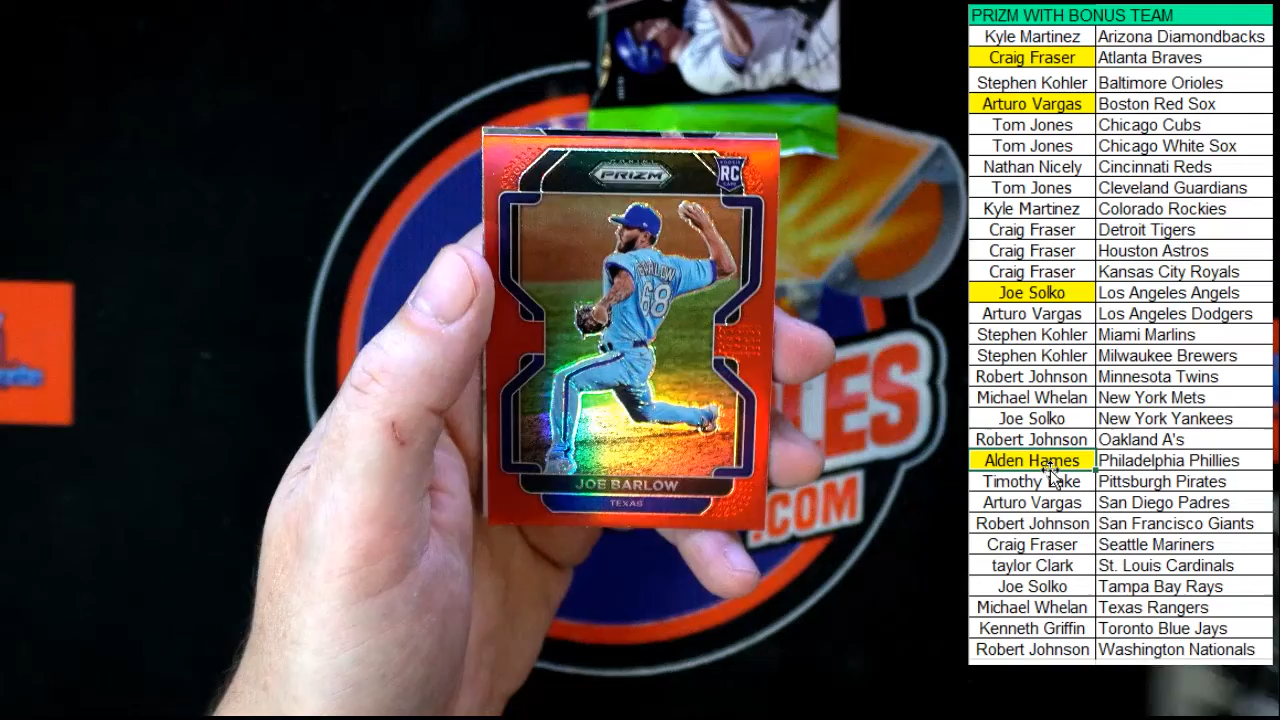 PRIZM WITH BONUS TEAM
Kyle Martinez Arizona Diamondbacks
Craig Fraser Atlanta Braves
Stephen Kohler Baltimore Orioles
Arturo Vargas Boston Red Sox
Tom Jones Chicago Cubs
Tom Jones Chicago White Sox
Nathan Nicely Cincinnati Reds
Tom Jones Cleveland Guardians
Kyle Martinez Colorado Rockies
Craig Fraser Detroit Tigers
Craig Fraser Houston Astros
Craig Fraser Kansas City Royals
Joe Solko Los Angeles Angels
Arturo Vargas Los Angeles Dodgers
Stephen Kohler Miami Marlins
Stephen Kohler Milwaukee Brewers
Robert Johnson Minnesota Twins
Michael Whelan New York Mets
Joe Solko New York Yankees
Robert Johnson Oakland A's
Alden Philadelphia Phillies
Timothy Pittsburgh Pirates
Arturo Vargas San Diego Padres
Robert Johnson San Francisco Giants
Craig Fraser Seattle Mariners
taylor Clark St. Louis Cardinals
Joe Solko Tampa Bay Rays
Michael Whelan Texas Rangers
Kenneth Griffin Toronto Blue Jays
Robert Johnson Washington Nationals
PANINI
PRIZM
RC
BARLOW
68
JOE BARLOW
TEXAS
LES
.COM